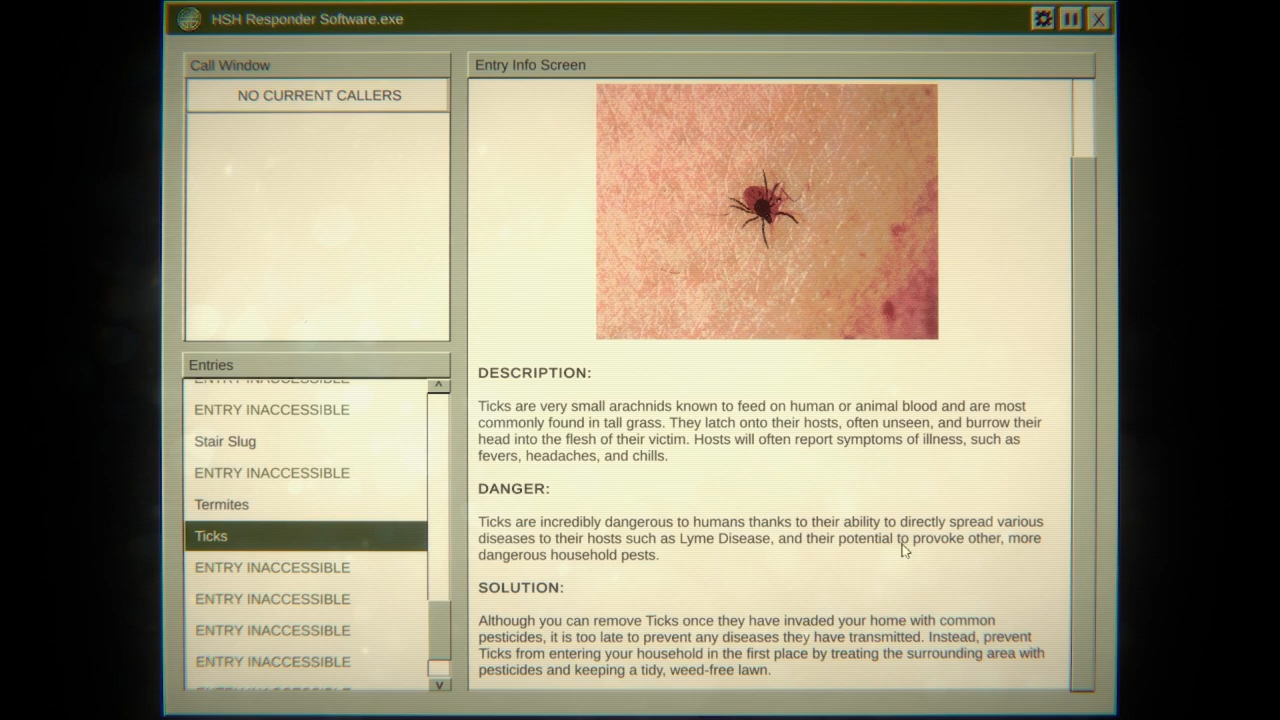 HSH Responder Software.exe
X
Call Window
NO CURRENT CALLERS
Entries
ENTRY INACCESSIBLE
ENTRY INACCESSIBLE
Stair Slug
ENTRY INACCESSIBLE
Termites
Ticks
ENTRY INACCESSIBLE
ENTRY INACCESSIBLE
ENTRY INACCESSIBLE
ENTRY INACCESSIBLE
Entry Info Screen
DESCRIPTION:
Ticks are very small arachnids known to feed on human or animal blood and are most
commonly found in tall grass. They latch onto their hosts, often unseen, and burrow their
head into the flesh of their victim. Hosts will often report symptoms of illness, such as
fevers, headaches, and chills.
DANGER:
Ticks are incredibly dangerous to humans thanks to their ability to directly spread various
diseases to their hosts such as Lyme Disease, and their potential to provoke other, more
dangerous household pests.
SOLUTION:
Although you can remove Ticks once they have invaded your home with common
pesticides, it is too late to prevent any diseases they have transmitted. Instead, prevent
Ticks from entering your household in the first place by treating the surrounding area with
pesticides and keeping a tidy, weed-free lawn.